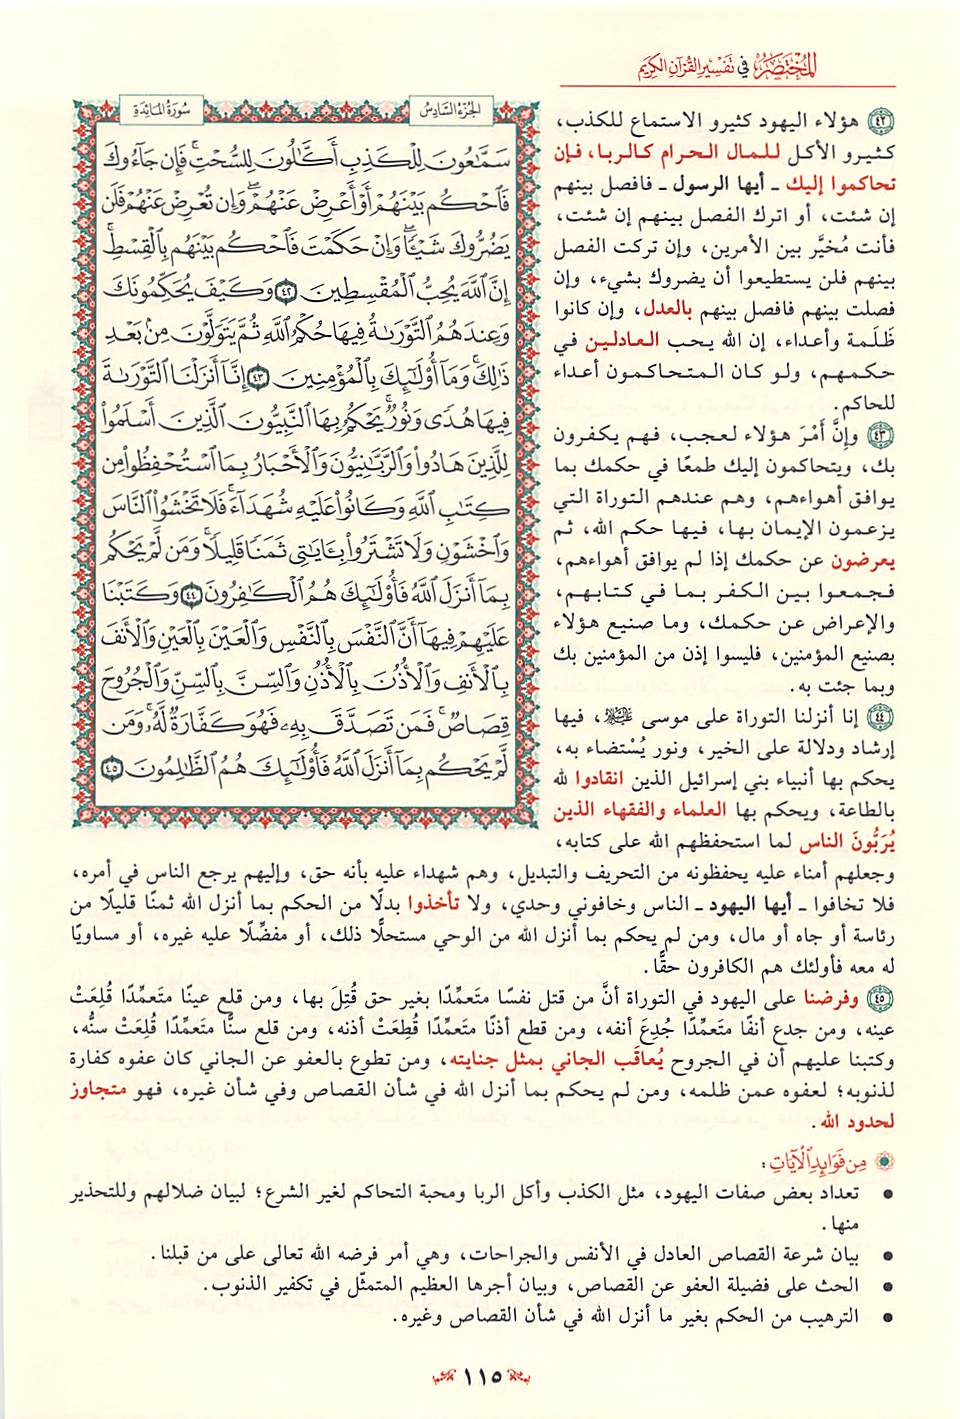 المختصر في تفسير القرآن الكريم
الجزء السادس
سورة المائدة
سَمَّٰعُونَ لِلْكَذِبِ أَكَّٰلُونَ لِلسُّحْتِۚ فَإِن جَآءُوكَ
فَٱحْكُم بَيْنَهُمْ أَوْ أَعْرِضْ عَنْهُمْۖ وَإِن تُعْرِضْ عَنْهُمْ فَلَن
يَضُرُّوكَ شَيْـًٔاۖ وَإِنْ حَكَمْتَ فَٱحْكُم بَيْنَهُم بِٱلْقِسْطِۚ
إِنَّ ٱللَّهَ يُحِبُّ ٱلْمُقْسِطِينَ ٤٢ وَكَيْفَ يُحَكِّمُونَكَ
وَعِندَهُمُ ٱلتَّوْرَىٰةُ فِيهَا حُكْمُ ٱللَّهِ ثُمَّ يَتَوَلَّوْنَ مِنۢ بَعْدِ
ذَٰلِكَۚ وَمَآ أُو۟لَٰٓئِكَ بِٱلْمُؤْمِنِينَ ٤٣ إِنَّآ أَنزَلْنَا ٱلتَّوْرَىٰةَ
فِيهَا هُدًى وَنُورٌۚ يَحْكُمُ بِهَا ٱلنَّبِيُّونَ ٱلَّذِينَ أَسْلَمُوا۟
لِلَّذِينَ هَادُوا۟ وَٱلرَّبَّٰنِيُّونَ وَٱلْأَحْبَارُ بِمَا ٱسْتُحْفِظُوا۟ مِن
كِتَٰبِ ٱللَّهِ وَكَانُوا۟ عَلَيْهِ شُهَدَآءَۚ فَلَا تَخْشَوُا۟ ٱلنَّاسَ
وَٱخْشَوْنِ وَلَا تَشْتَرُوا۟ بِـَٔايَٰتِى ثَمَنًا قَلِيلًاۚ وَمَن لَّمْ يَحْكُم
بِمَآ أَنزَلَ ٱللَّهُ فَأُو۟لَٰٓئِكَ هُمُ ٱلْكَٰفِرُونَ ٤٤ وَكَتَبْنَا
عَلَيْهِمْ فِيهَآ أَنَّ ٱلنَّفْسَ بِٱلنَّفْسِ وَٱلْعَيْنَ بِٱلْعَيْنِ وَٱلْأَنفَ
بِٱلْأَنفِ وَٱلْأُذُنَ بِٱلْأُذُنِ وَٱلسِّنَّ بِٱلسِّنِّ وَٱلْجُرُوحَ
قِصَاصٌۚ فَمَن تَصَدَّقَ بِهِۦ فَهُوَ كَفَّارَةٌ لَّهُۥۚ وَمَن
لَّمْ يَحْكُم بِمَآ أَنزَلَ ٱللَّهُ فَأُو۟لَٰٓئِكَ هُمُ ٱلظَّٰلِمُونَ ٤٥
٤٢ هؤلاء اليهود كثيرو الاستماع للكذب،
كثيرو الأكل للمال الحرام كالربا، فإن
تحاكموا إليك ـ أيها الرسول ـ فافصل بينهم
إن شئت، أو اترك الفصل بينهم إن شئت،
فأنت مُخيَّر بين الأمرين، وإن تركت الفصل
بينهم فلن يستطيعوا أن يضروك بشيء، وإن
فصلت بينهم فافصل بينهم بالعدل، وإن كانوا
ظَلَمة وأعداء، إن الله يحب العادلين في
حكمهم، ولو كان المتحاكمون أعداء
للحاكم.
٤٣ وإنَّ أَمْرَ هؤلاء لعجب، فهم يكفرون
بك، ويتحاكمون إليك طمعًا في حكمك بما
يوافق أهواءهم، وهم عندهم التوراة التي
يزعمون الإيمان بها، فيها حكم الله، ثم
يعرضون عن حكمك إذا لم يوافق أهواءهم،
فجمعوا بين الكفر بما في كتابهم،
والإعراض عن حكمك، وما صنيع هؤلاء
بصنيع المؤمنين، فليسوا إذن من المؤمنين بك
وبما جئت به.
٤٤ إنا أنزلنا التوراة على موسى ، فيها
إرشاد ودلالة على الخير، ونور يُسْتضاء به،
يحكم بها أنبياء بني إسرائيل الذين انقادوا لله
بالطاعة، ويحكم بها العلماء والفقهاء الذين
يُرَبُّونَ الناس لما استحفظهم الله على كتابه،
وجعلهم أمناء عليه يحفظونه من التحريف والتبديل، وهم شهداء عليه بأنه حق، وإليهم يرجع الناس في أمره،
فلا تخافوا ـ أيها اليهود ـ الناس وخافوني وحدي، ولا تأخذوا بدلًا من الحكم بما أنزل الله ثمنًا قليلًا من
رئاسة أو جاه أو مال، ومن لم يحكم بما أنزل الله من الوحي مستحلًّا ذلك، أو مفضِّلًا عليه غيره، أو مساويًا
له معه فأولئك هم الكافرون حقًّا.
٤٥ وفرضنا على اليهود في التوراة أنَّ من قتل نفسًا متَعمِّدًا بغير حق قُتِلَ بها، ومن قلع عينًا متَعمِّدًا قُلِعَتْ
عينه، ومن جدع أنفًا متَعمِّدًا جُدِعَ أنفه، ومن قطع أذنًا متَعمِّدًا قُطِعَتْ أذنه، ومن قلع سنًّا متَعمِّدًا قُلِعَتْ سنُّه،
وكتبنا عليهم أن في الجروح يُعاقَب الجاني بمثل جنايته، ومن تطوع بالعفو عن الجاني كان عفوه كفارة
لذنوبه؛ لعفوه عمن ظلمه، ومن لم يحكم بما أنزل الله في شأن القصاص وفي شأن غيره، فهو متجاوز
لحدود الله.
من فوائد الآيات:
• تعداد بعض صفات اليهود، مثل الكذب وأكل الربا ومحبة التحاكم لغير الشرع؛ لبيان ضلالهم وللتحذير
منها.
• بيان شرعة القصاص العادل في الأنفس والجراحات، وهي أمر فرضه الله تعالى على من قبلنا.
• الحث على فضيلة العفو عن القصاص، وبيان أجرها العظيم المتمثّل في تكفير الذنوب.
• الترهيب من الحكم بغير ما أنزل الله في شأن القصاص وغيره.
١١٥